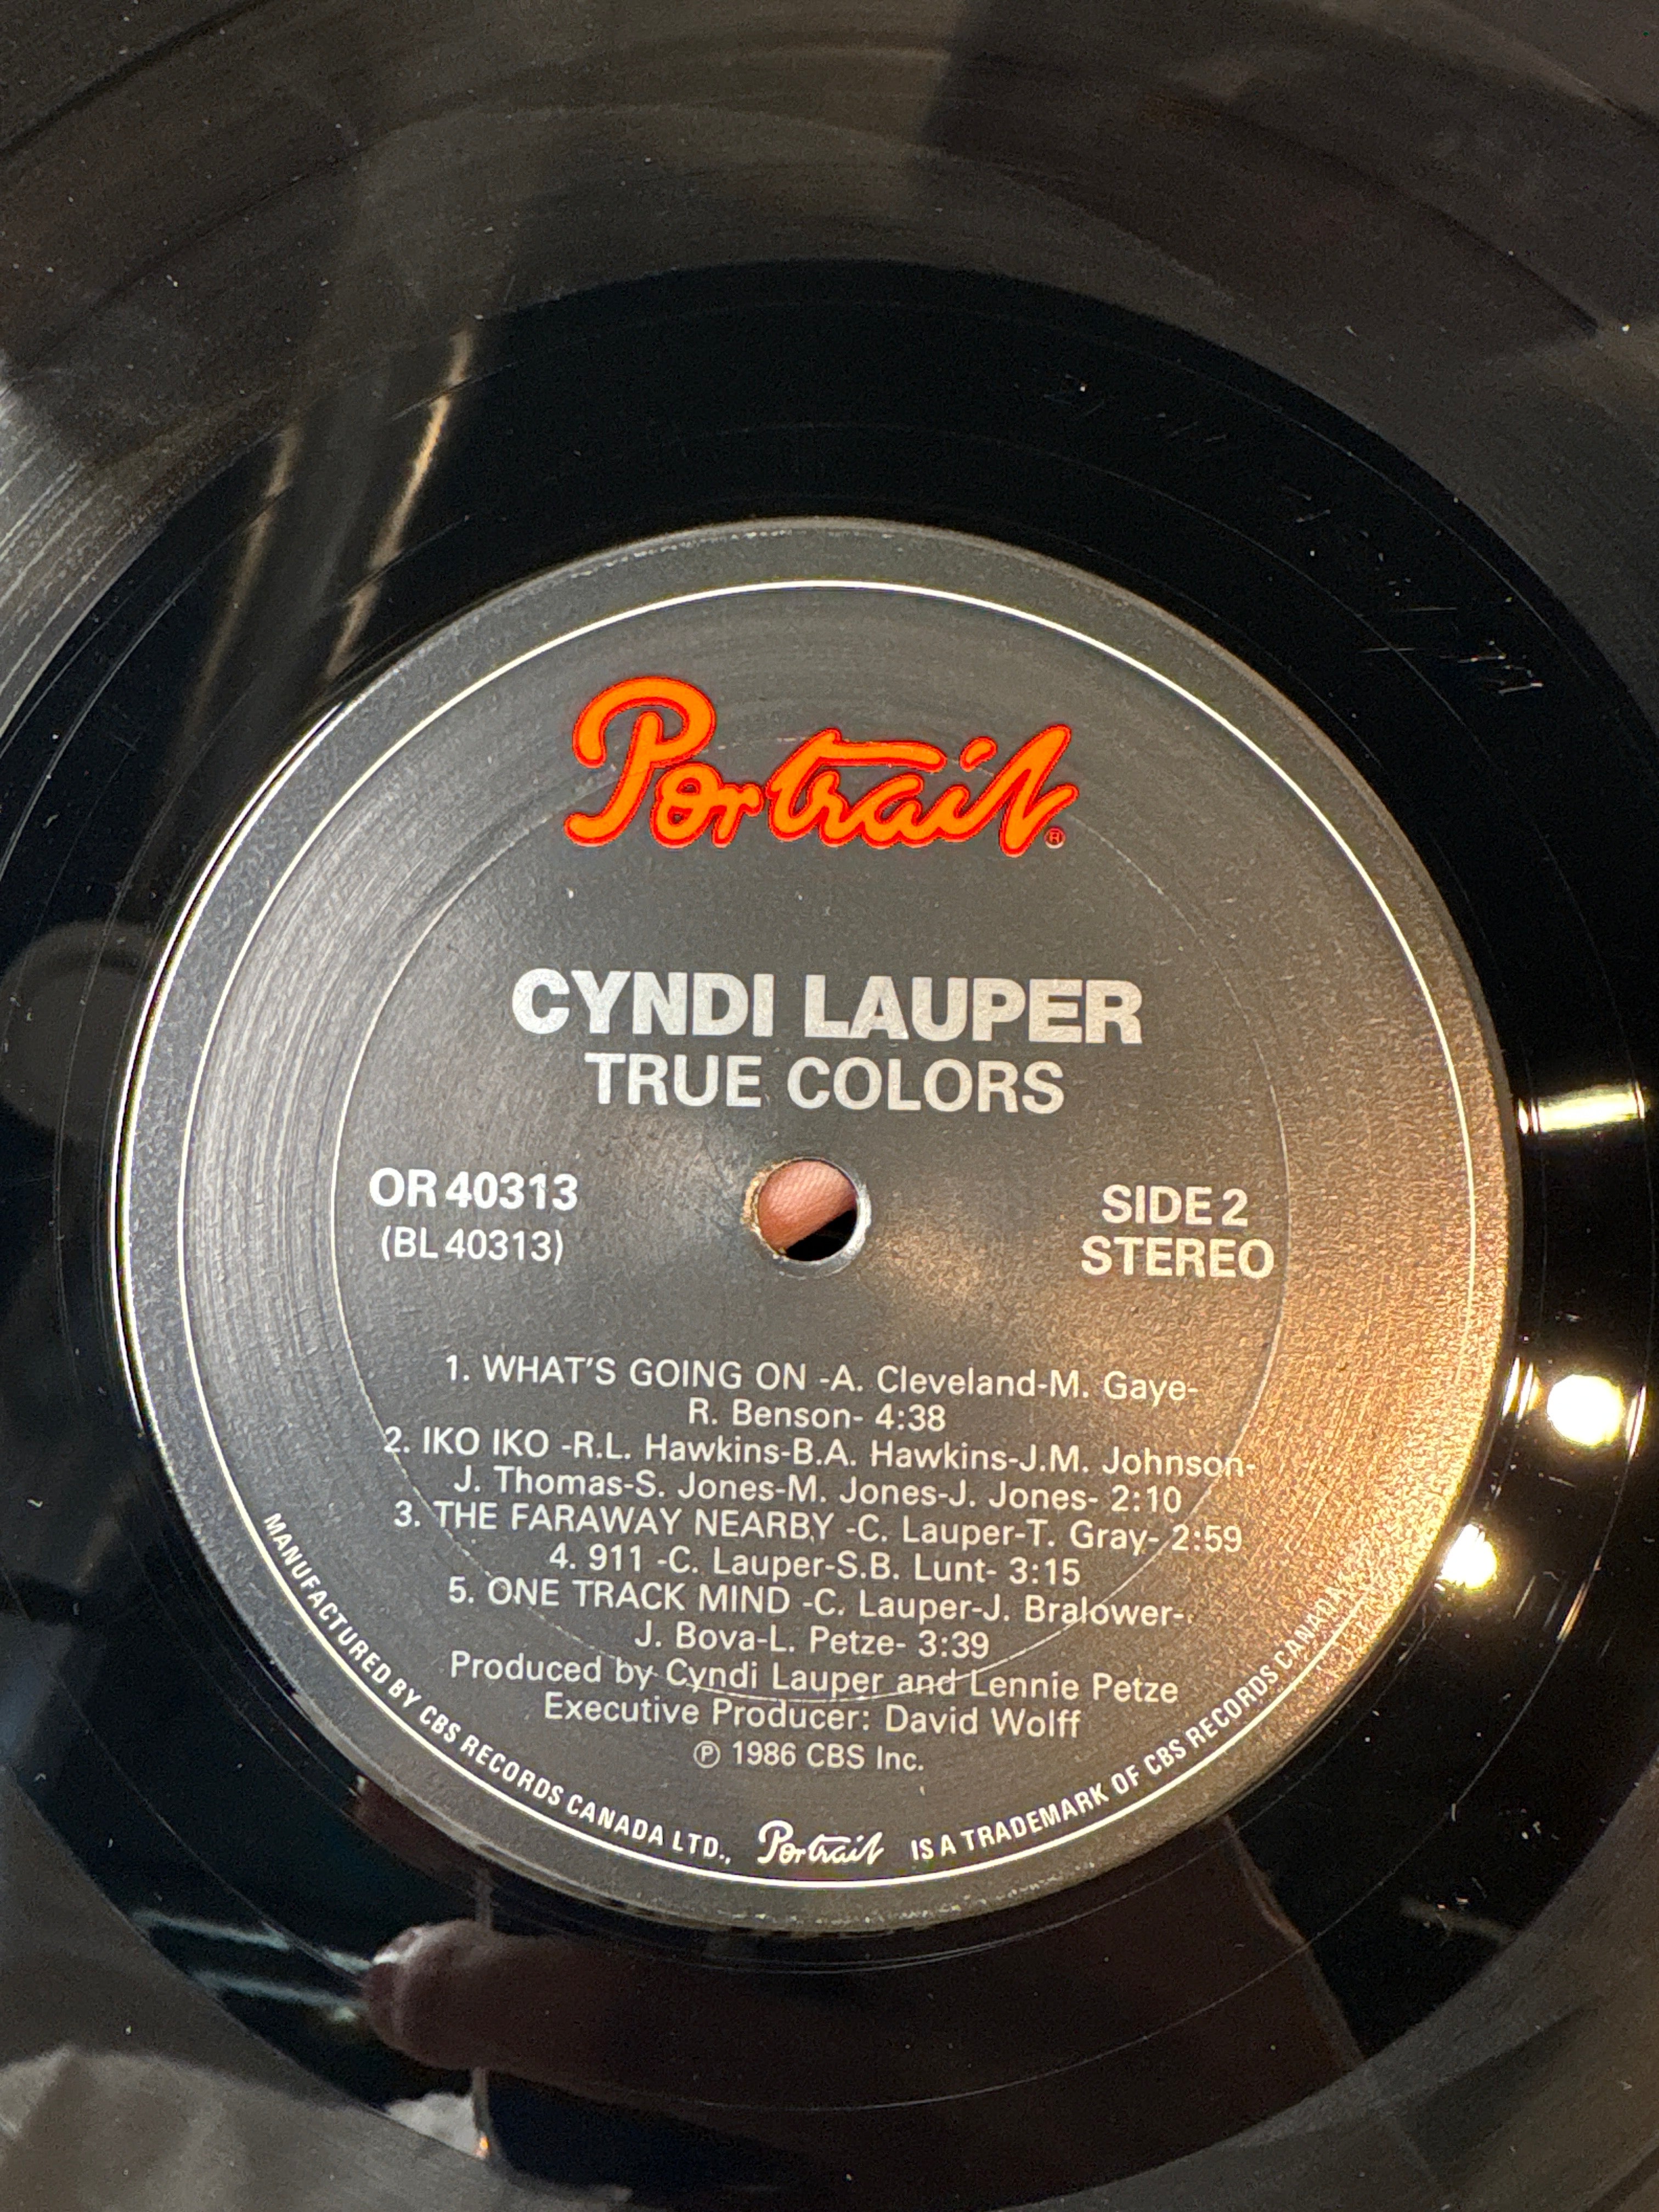 Portrait®
CYNDI LAUPER
TRUE COLORS
OR 40313
(BL 40313)
SIDE 2
STEREO
1. WHAT'S GOING ON -A. Cleveland-M. Gaye-
R. Benson- 4:38
2. IKO IKO -R.L. Hawkins-B.A. Hawkins-J.M. Johnson-
J. Thomas-S. Jones-M. Jones-J. Jones- 2:10
3. THE FARAWAY NEARBY -C. Lauper-T. Gray- 2:59
4. 911 -C. Lauper-S.B. Lunt- 3:15
5. ONE TRACK MIND -C. Lauper-J. Bralower-
J. Bova-L. Petze- 3:39
Produced by Cyndi Lauper and Lennie Petze
Executive Producer: David Wolff
℗ 1986 CBS Inc.
MANUFACTURED BY CBS RECORDS CANADA LTD., Portrait IS A TRADEMARK OF CBS RECORDS CANADA